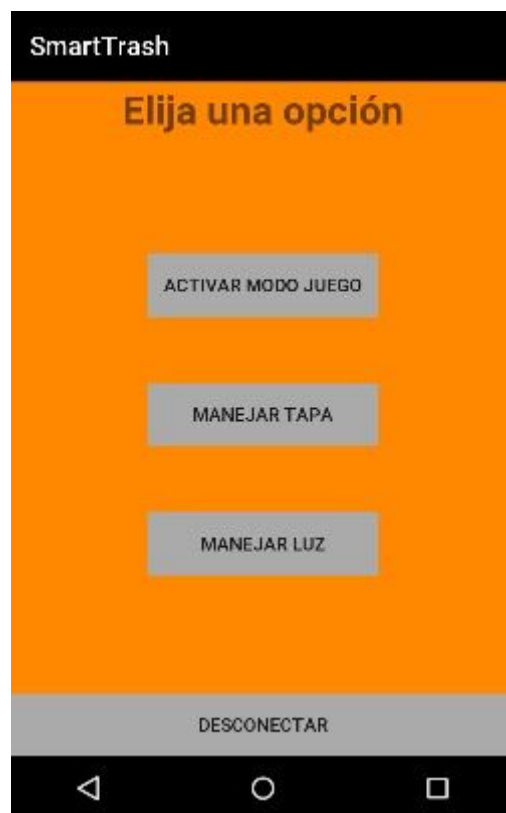 SmartTrash
Elija una opción
ACTIVAR MODO JUEGO
MANEJAR TAPA
MANEJAR LUZ
DESCONECTAR